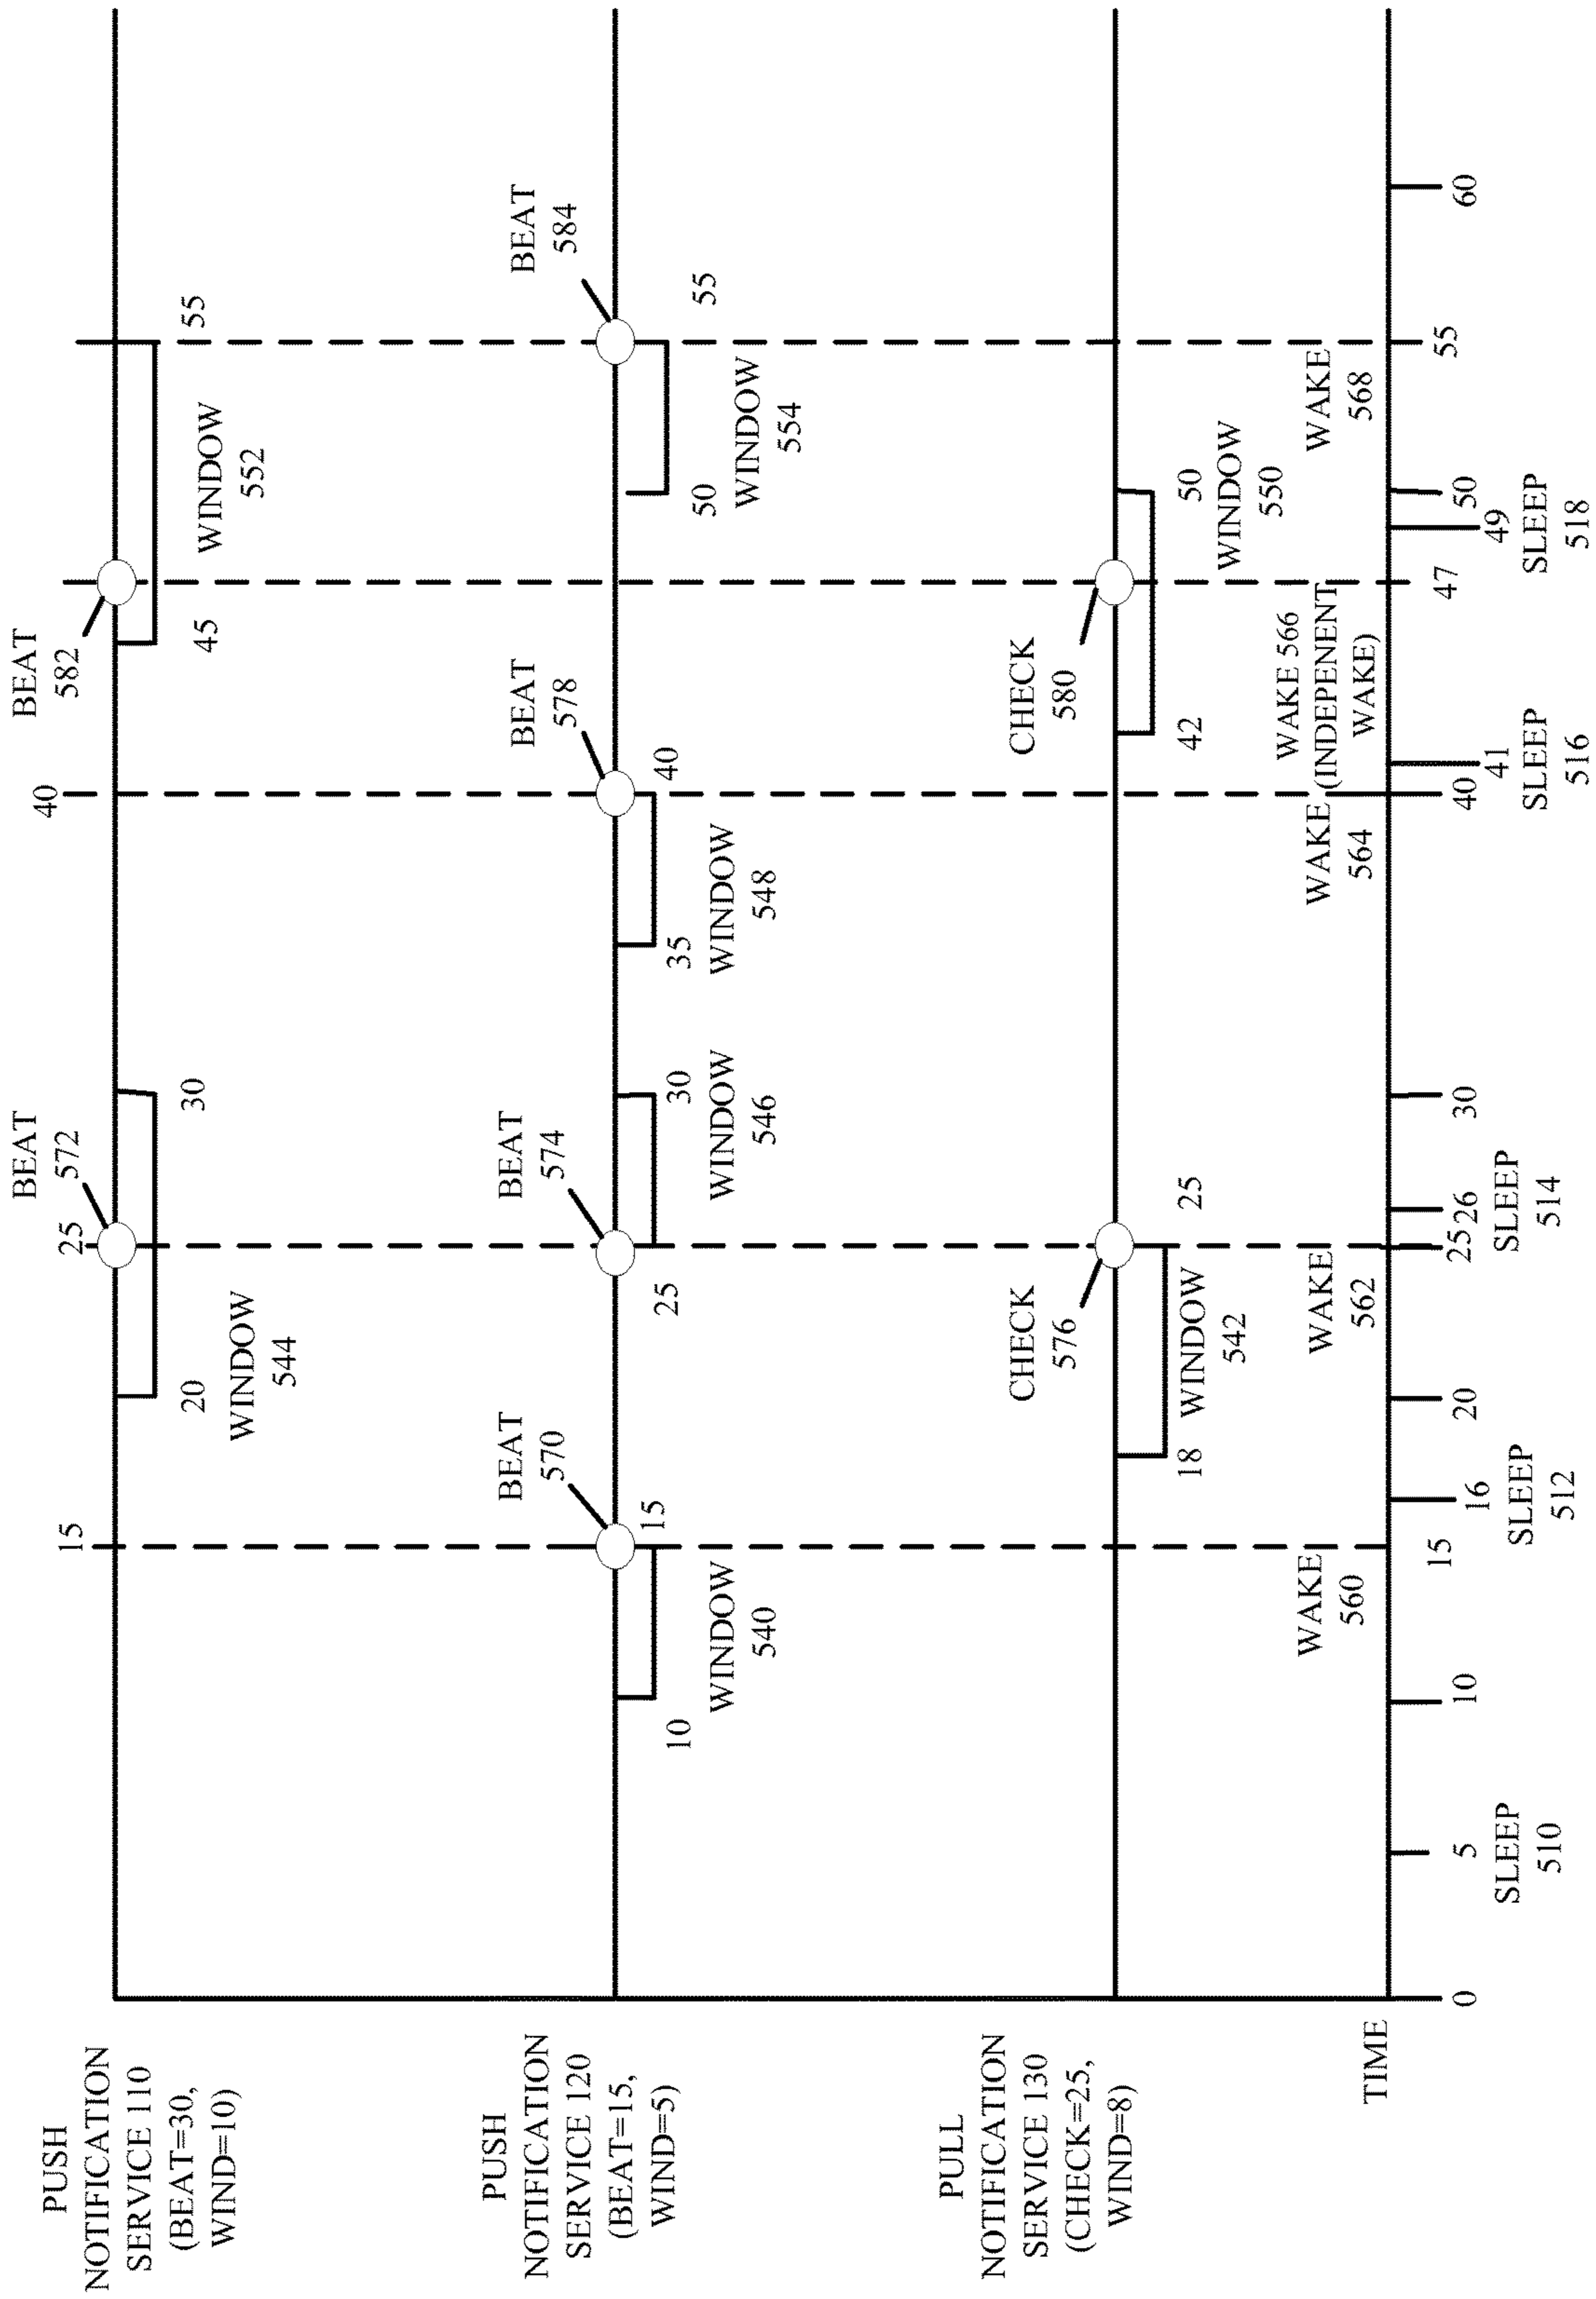 PUSH
NOTIFICATION
SERVICE 110
(BEAT=30,
WIND=10)
15
25
BEAT
572
40
BEAT
582
20
30
WINDOW
544
45
55
WINDOW
552
PUSH
NOTIFICATION
SERVICE 120
(BEAT=15,
WIND=5)
BEAT
570
BEAT
574
BEAT
578
BEAT
584
10
15
WINDOW
540
25
30
WINDOW
546
35
40
WINDOW
548
50
55
WINDOW
554
PULL
NOTIFICATION
SERVICE 130
(CHECK=25,
WIND=8)
CHECK
576
CHECK
580
18
25
WINDOW
542
42
50
WINDOW
550
WAKE
560
WAKE
562
WAKE
564
WAKE 566
(INDEPENENT
WAKE)
WAKE
568
TIME
0
5
10
15
16
20
25
26
30
40
41
47
49
50
55
60
SLEEP
510
SLEEP
512
SLEEP
514
SLEEP
516
SLEEP
518